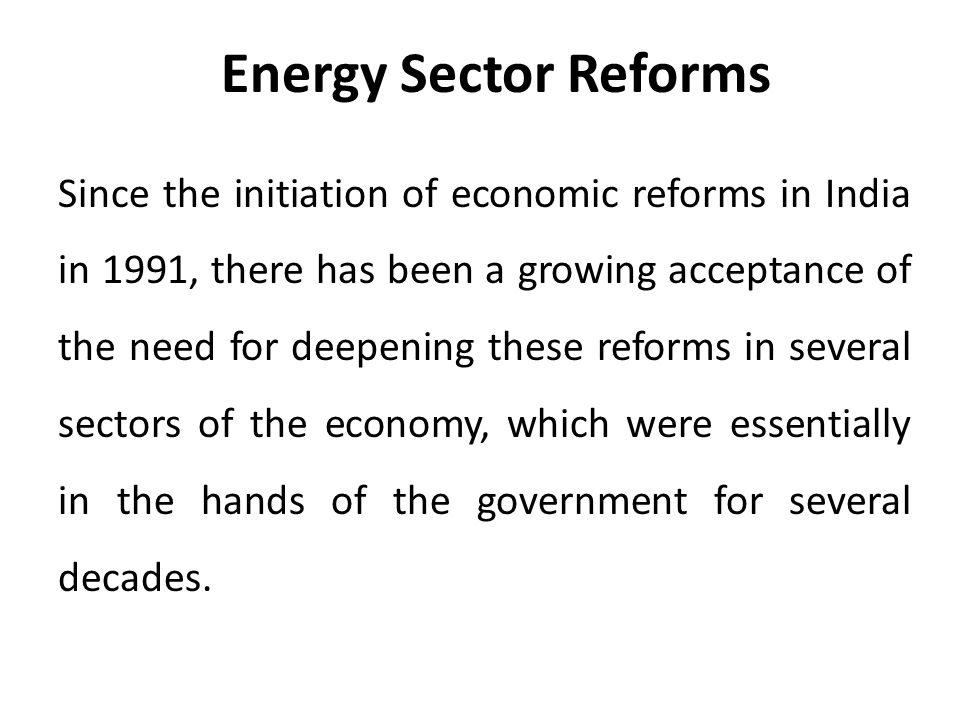 Energy Sector Reforms
Since the initiation of economic reforms in India
in 1991, there has been a growing acceptance of
the need for deepening these reforms in several
sectors of the economy, which were essentially
in the hands of the government for several
decades.